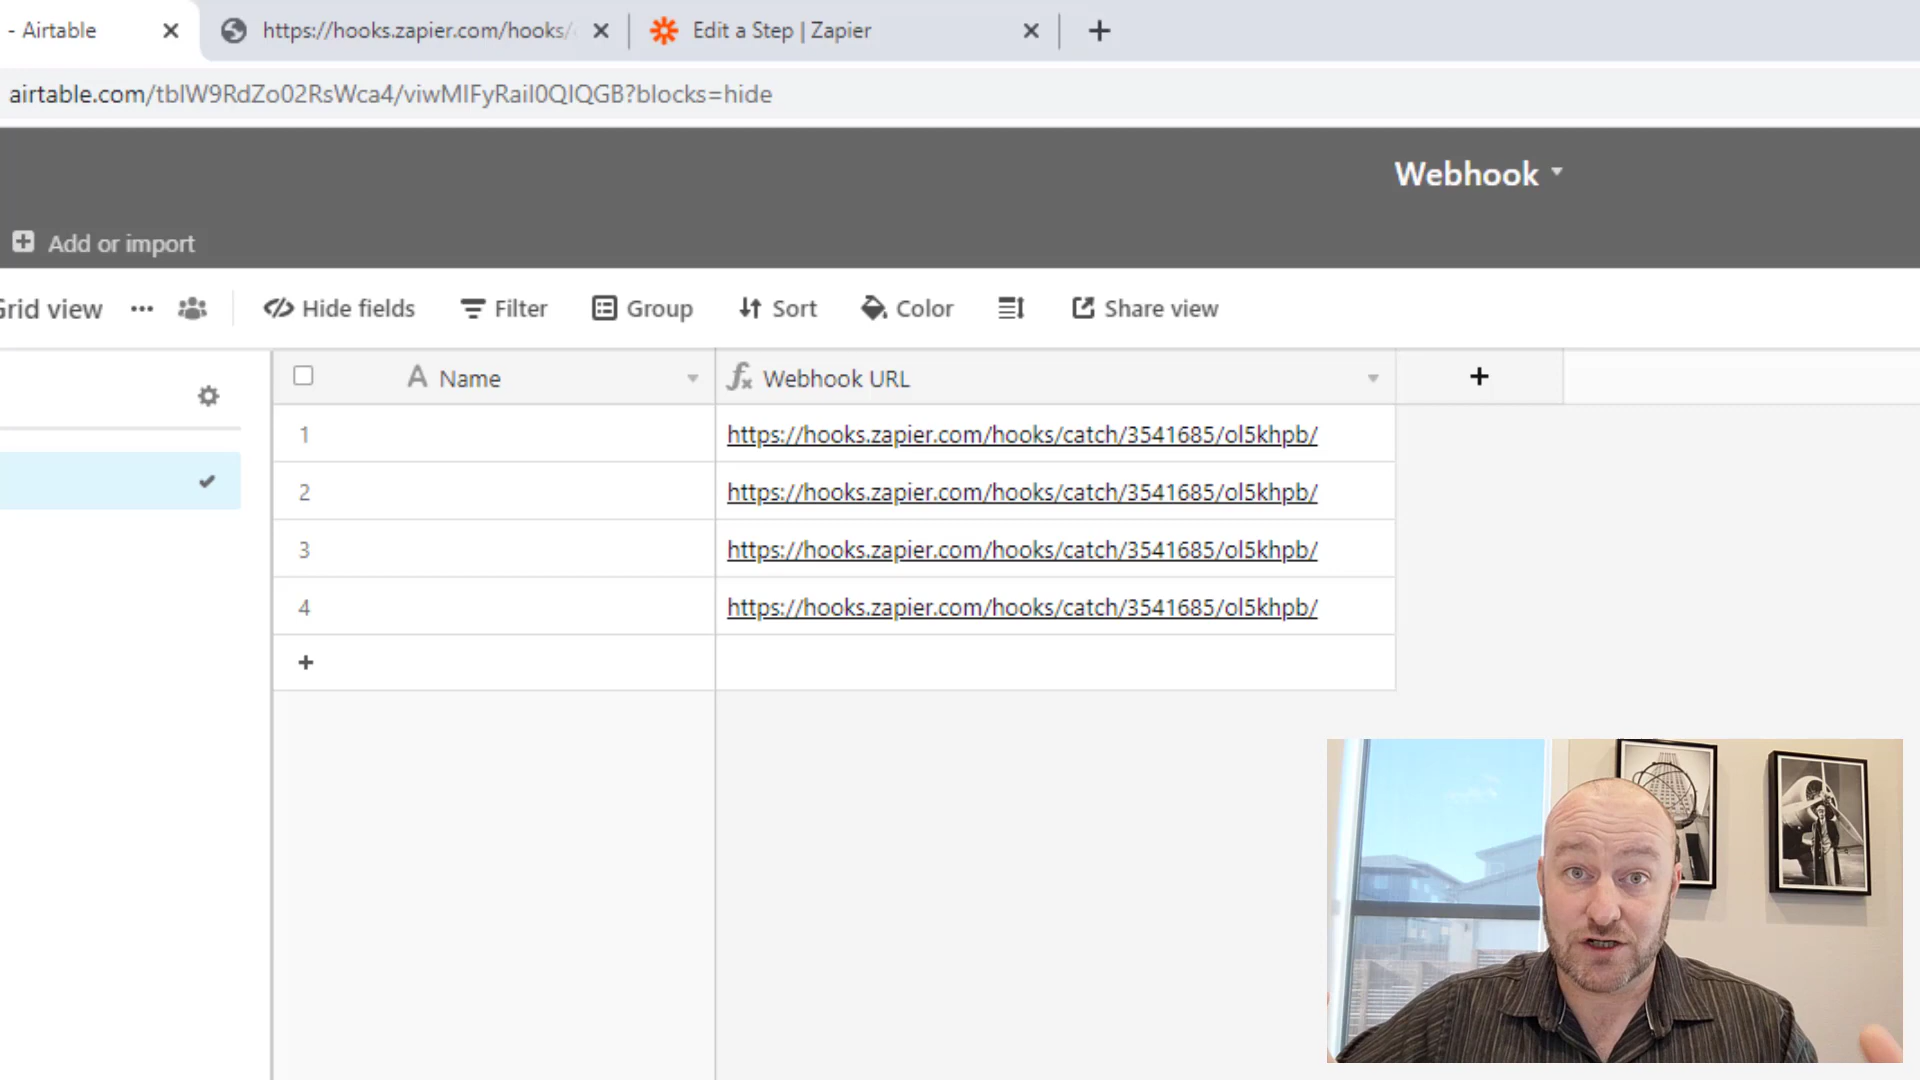 - Airtable
https://hooks.zapier.com/hooks/
Edit a Step | Zapier
airtable.com/tblW9RdZo02RsWca4/viwMlFyRail0QlQGB?blocks=hide
Webhook
Add or import
Grid view
Hide fields
Filter
Group
Sort
Color
Share view
Name
Webhook URL
1
https://hooks.zapier.com/hooks/catch/3541685/ol5khpb/
2
https://hooks.zapier.com/hooks/catch/3541685/ol5khpb/
3
https://hooks.zapier.com/hooks/catch/3541685/ol5khpb/
4
https://hooks.zapier.com/hooks/catch/3541685/ol5khpb/